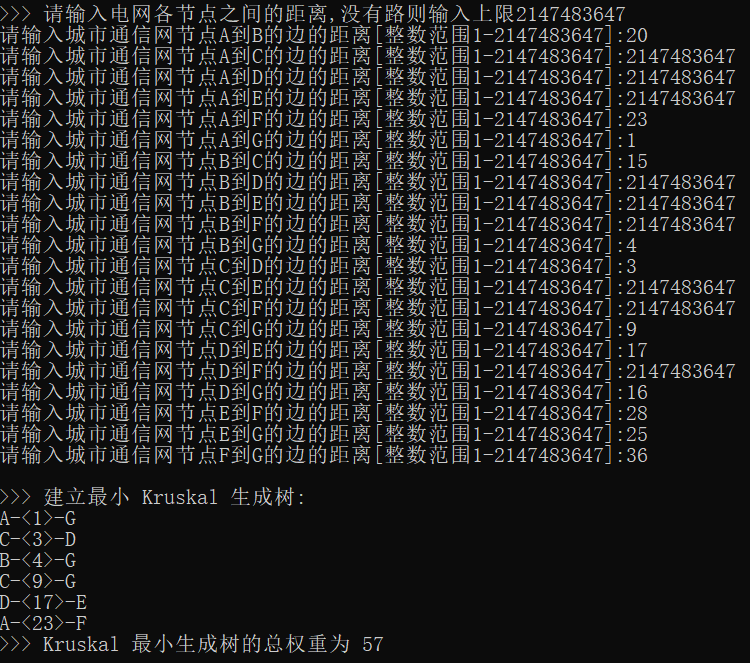 >>> 请输入电网各节点之间的距离,没有路则输入上限2147483647
请输入城市通信网节点A到B的边的距离[整数范围1-2147483647]:20
请输入城市通信网节点A到C的边的距离[整数范围1-2147483647]:2147483647
请输入城市通信网节点A到D的边的距离[整数范围1-2147483647]:2147483647
请输入城市通信网节点A到E的边的距离[整数范围1-2147483647]:2147483647
请输入城市通信网节点A到F的边的距离[整数范围1-2147483647]:23
请输入城市通信网节点A到G的边的距离[整数范围1-2147483647]:1
请输入城市通信网节点B到C的边的距离[整数范围1-2147483647]:15
请输入城市通信网节点B到D的边的距离[整数范围1-2147483647]:2147483647
请输入城市通信网节点B到E的边的距离[整数范围1-2147483647]:2147483647
请输入城市通信网节点B到F的边的距离[整数范围1-2147483647]:2147483647
请输入城市通信网节点B到G的边的距离[整数范围1-2147483647]:4
请输入城市通信网节点C到D的边的距离[整数范围1-2147483647]:3
请输入城市通信网节点C到E的边的距离[整数范围1-2147483647]:2147483647
请输入城市通信网节点C到F的边的距离[整数范围1-2147483647]:2147483647
请输入城市通信网节点C到G的边的距离[整数范围1-2147483647]:9
请输入城市通信网节点D到E的边的距离[整数范围1-2147483647]:17
请输入城市通信网节点D到F的边的距离[整数范围1-2147483647]:2147483647
请输入城市通信网节点D到G的边的距离[整数范围1-2147483647]:16
请输入城市通信网节点E到F的边的距离[整数范围1-2147483647]:28
请输入城市通信网节点E到G的边的距离[整数范围1-2147483647]:25
请输入城市通信网节点F到G的边的距离[整数范围1-2147483647]:36
>>> 建立最小 Kruskal 生成树:
A-<1>-G
C-<3>-D
B-<4>-G
C-<9>-G
D-<17>-E
A-<23>-F
>>> Kruskal 最小生成树的总权重为 57